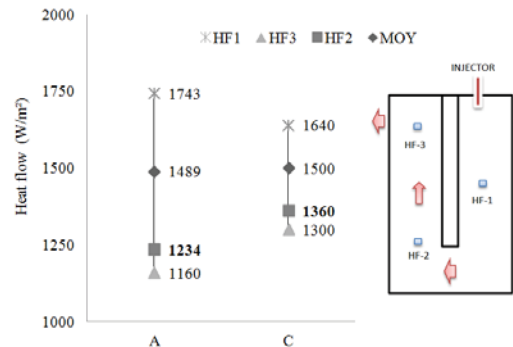 2000
HF1 HF3 HF2 MOY
1750
1743
1640
1500
1489
1500
1360
1300
1250
1234
1160
1000
A C
Heat flow (W/m²)
INJECTOR
HF-3
HF-1
HF-2